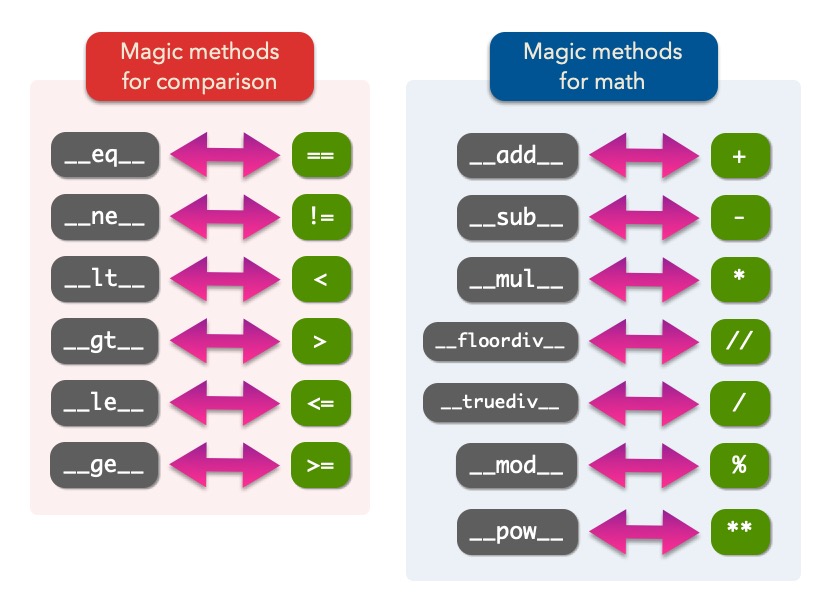 Magic methods
for comparison
__eq__ ==
__ne__ !=
__lt__ <
__gt__ >
__le__ <=
__ge__ >=
Magic methods
for math
__add__ +
__sub__ -
__mul__ *
__floordiv__ //
__truediv__ /
__mod__ %
__pow__ **